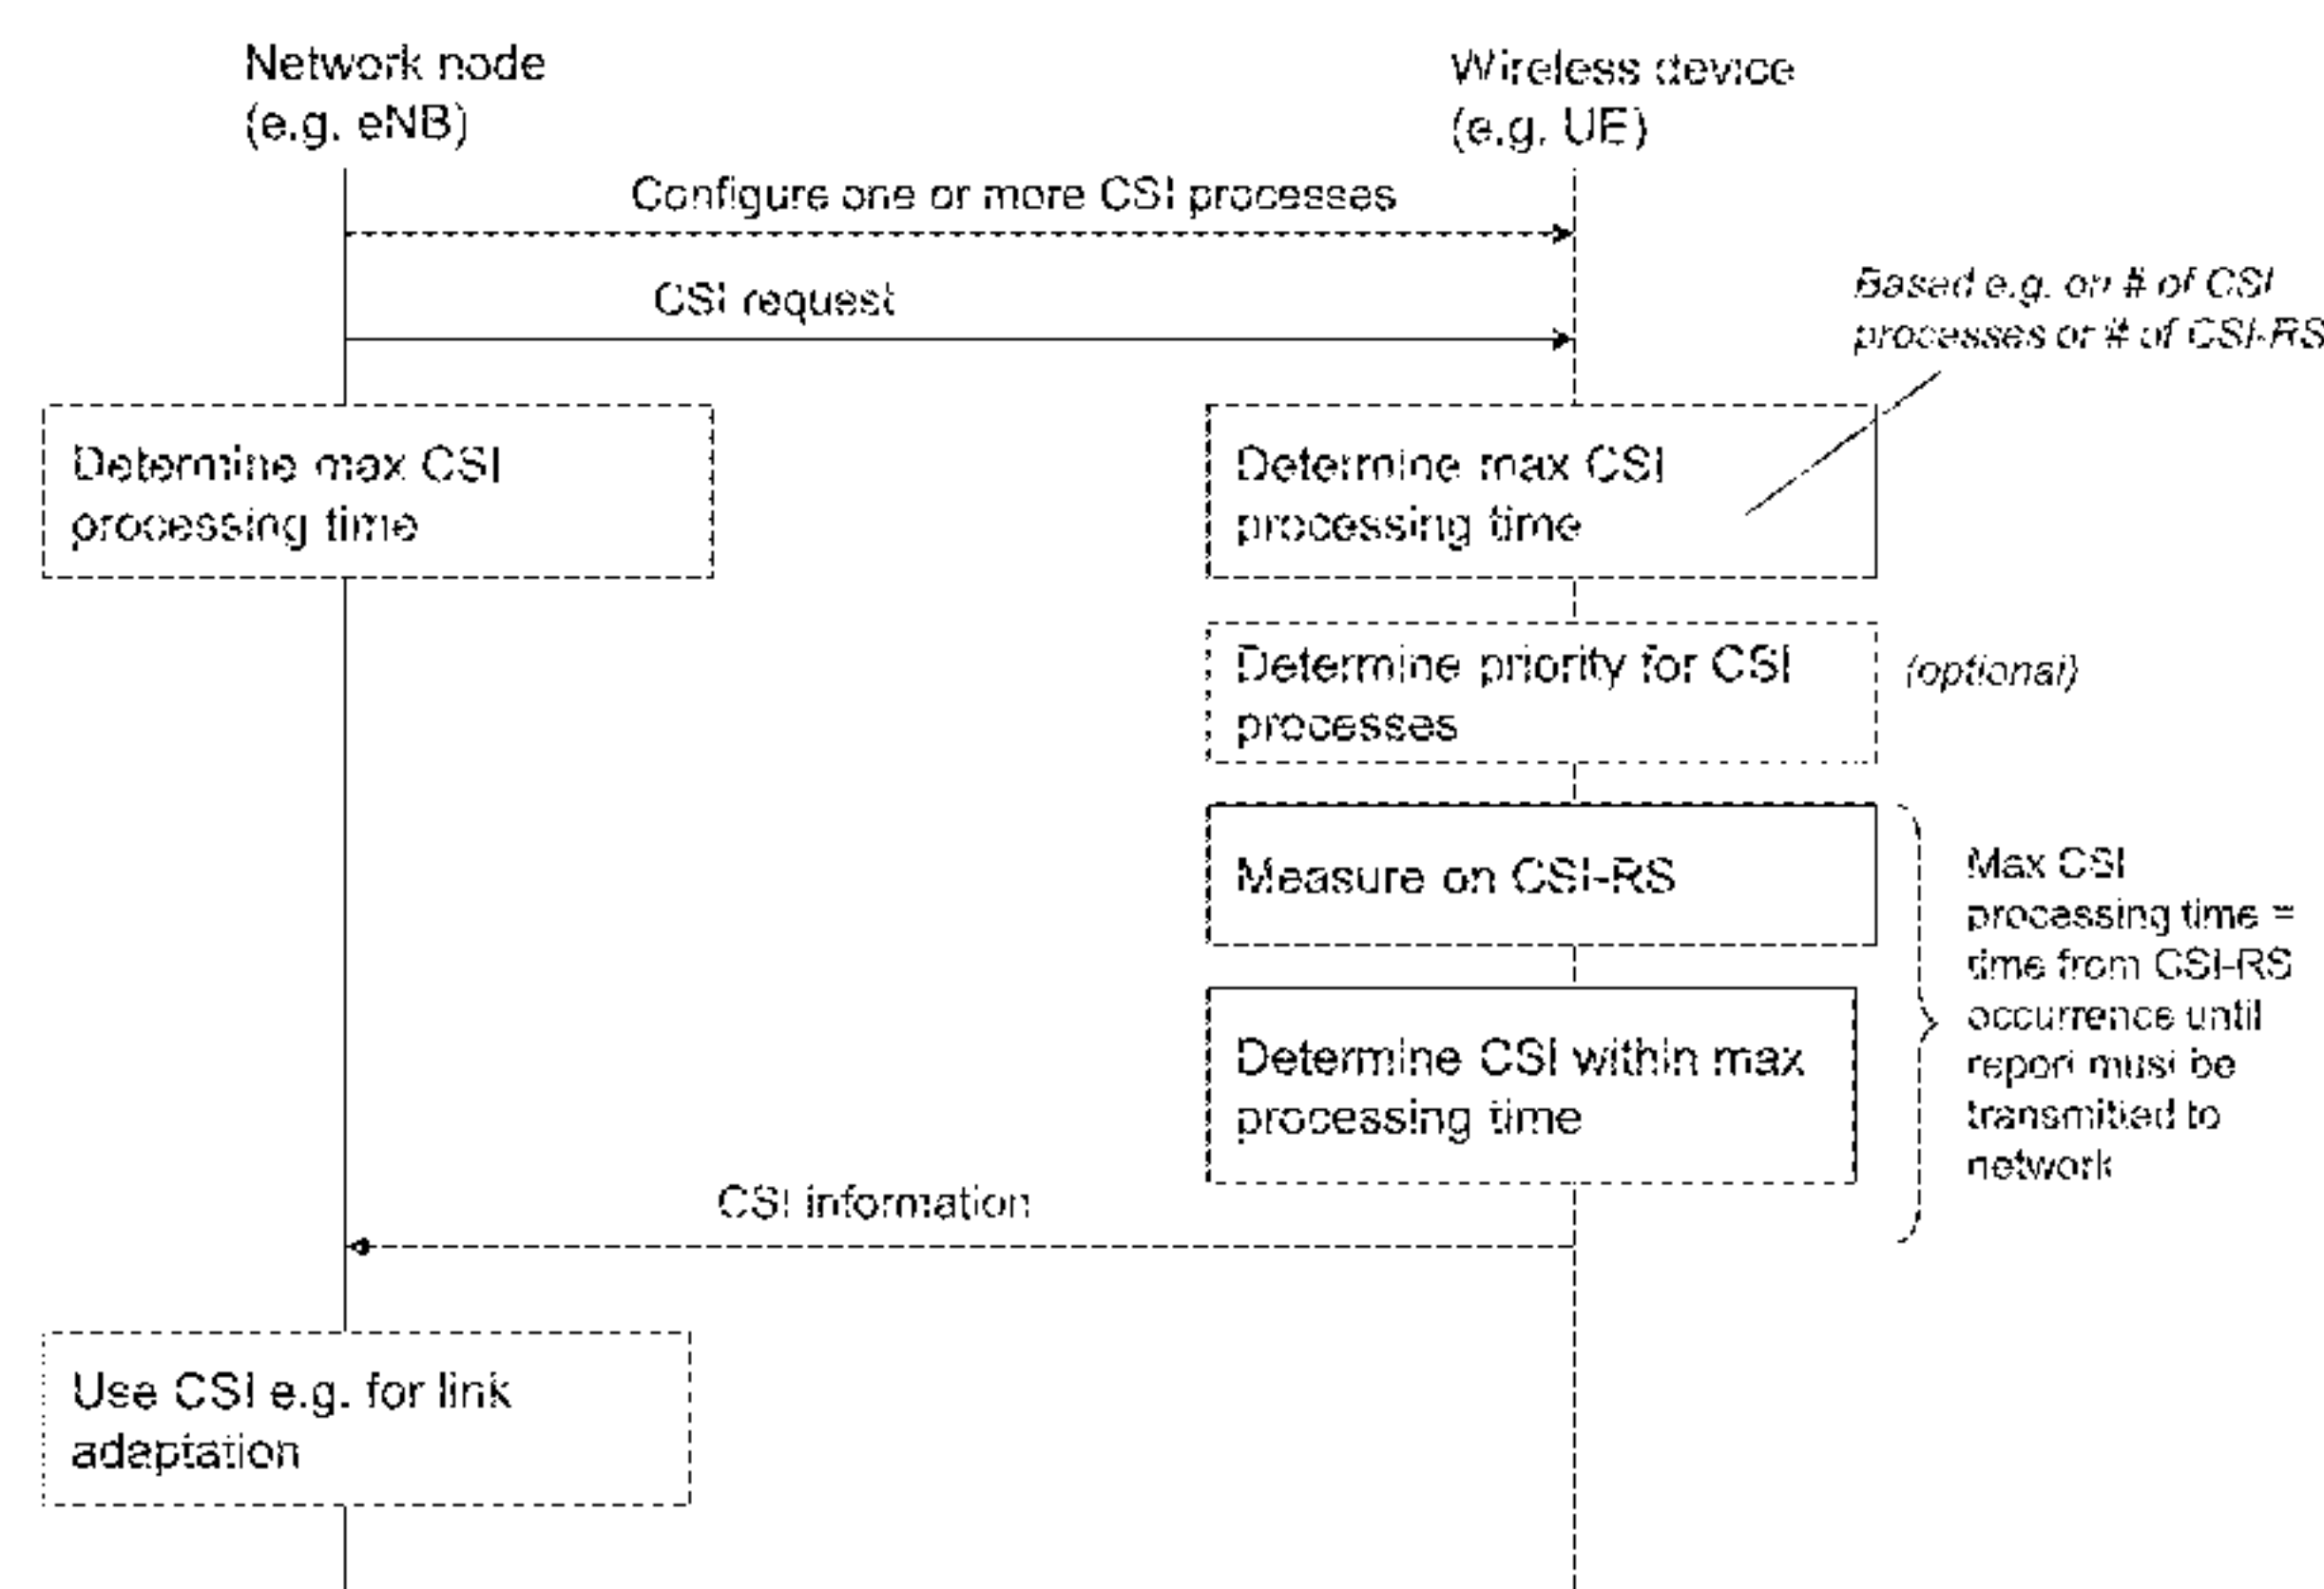 Network node
(e.g. eNB)
Wireless device
(e.g. UE)
Configure one or more CSI processes
CSI request
Based e.g. on # of CSI
processes or # of CSI-RS
Determine max CSI
processing time
Determine max CSI
processing time
Determine priority for CSI
processes
(optional)
Measure on CSI-RS
Max CSI
processing time =
time from CSI-RS
occurrence until
report must be
transmitted to
network
Determine CSI within max
processing time
CSI information
Use CSI e.g. for link
adaptation